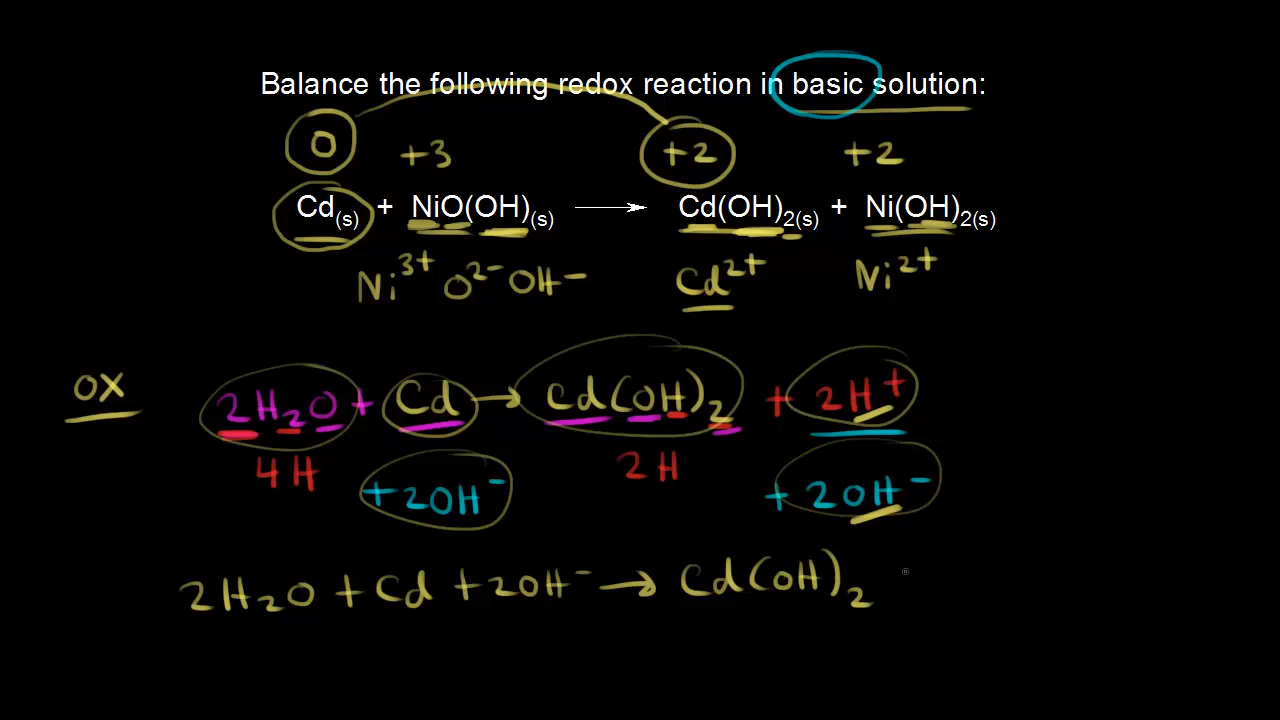 Balance the following redox reaction in basic solution:
0 +3 +2 +2
Cd(s) + NiO(OH)(s) ⟶ Cd(OH)2(s) + Ni(OH)2(s)
Ni³⁺ O²⁻ OH⁻ Cd²⁺ Ni²⁺
OX 2H₂O + Cd → Cd(OH)₂ + 2H⁺
4H +2OH⁻ 2H +2OH⁻
2H₂O + Cd + 2OH⁻ → Cd(OH)₂